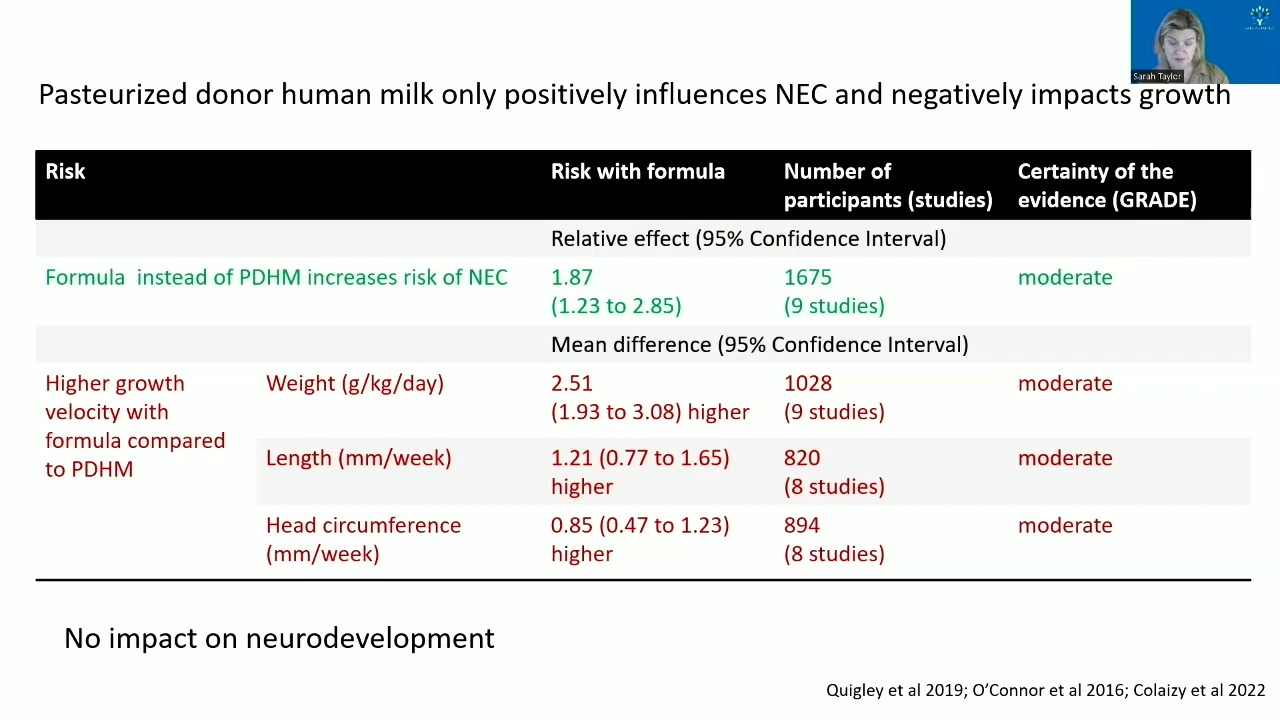 Sarah Taylor
Pasteurized donor human milk only positively influences NEC and negatively impacts growth
Risk
Risk with formula
Number of
participants (studies)
Certainty of the
evidence (GRADE)
Relative effect (95% Confidence Interval)
Formula instead of PDHM increases risk of NEC
1.87
(1.23 to 2.85)
1675
(9 studies)
moderate
Mean difference (95% Confidence Interval)
Higher growth
velocity with
formula compared
to PDHM
Weight (g/kg/day)
2.51
(1.93 to 3.08) higher
1028
(9 studies)
moderate
Length (mm/week)
1.21 (0.77 to 1.65)
higher
820
(8 studies)
moderate
Head circumference
(mm/week)
0.85 (0.47 to 1.23)
higher
894
(8 studies)
moderate
No impact on neurodevelopment
Quigley et al 2019; O’Connor et al 2016; Colaizy et al 2022